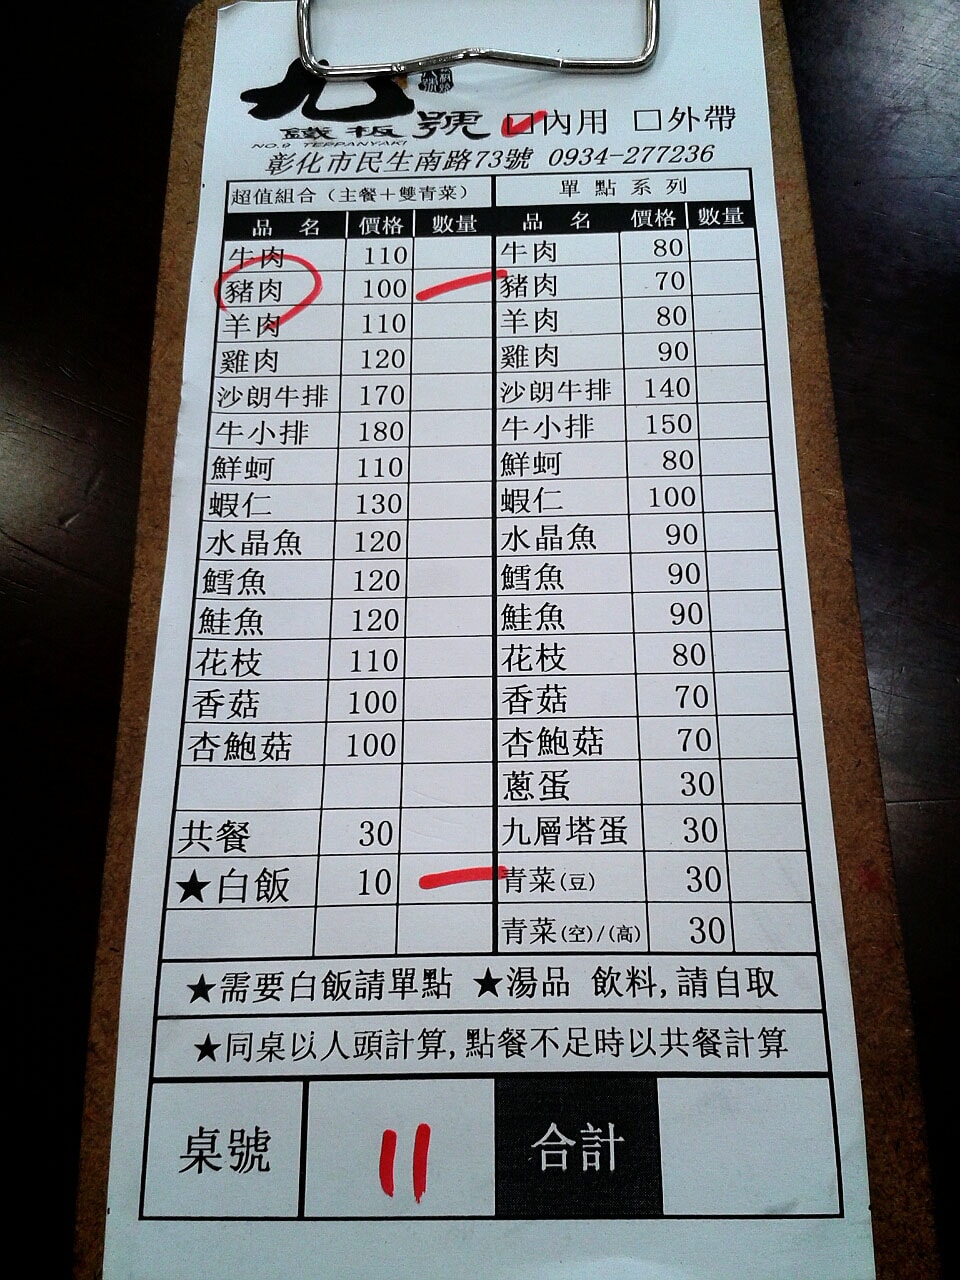 九
鐵板號 □內用 □外帶
NO.9 TEPPANYAKI
彰化市民生南路73號 0934-277236
超值組合(主餐+雙青菜) 單點系列
品名 價格 數量 品名 價格 數量
牛肉 110 牛肉 80
豬肉 100 一 豬肉 70
羊肉 110 羊肉 80
雞肉 120 雞肉 90
沙朗牛排 170 沙朗牛排 140
牛小排 180 牛小排 150
鮮蚵 110 鮮蚵 80
蝦仁 130 蝦仁 100
水晶魚 120 水晶魚 90
鱈魚 120 鱈魚 90
鮭魚 120 鮭魚 90
花枝 110 花枝 80
香菇 100 香菇 70
杏鮑菇 100 杏鮑菇 70
蔥蛋 30
共餐 30 九層塔蛋 30
★白飯 10 一 青菜(豆) 30
青菜(空)/(高) 30
★需要白飯請單點 ★湯品 飲料,請自取
★同桌以人頭計算,點餐不足時以共餐計算
桌號 11 合計